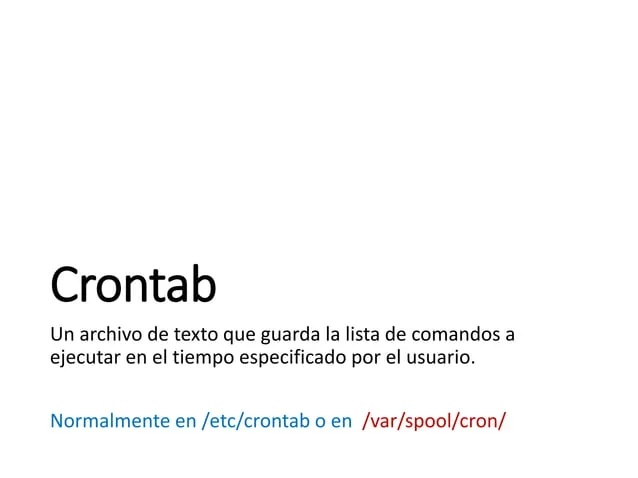 Crontab
Un archivo de texto que guarda la lista de comandos a
ejecutar en el tiempo especificado por el usuario.
Normalmente en /etc/crontab o en  /var/spool/cron/